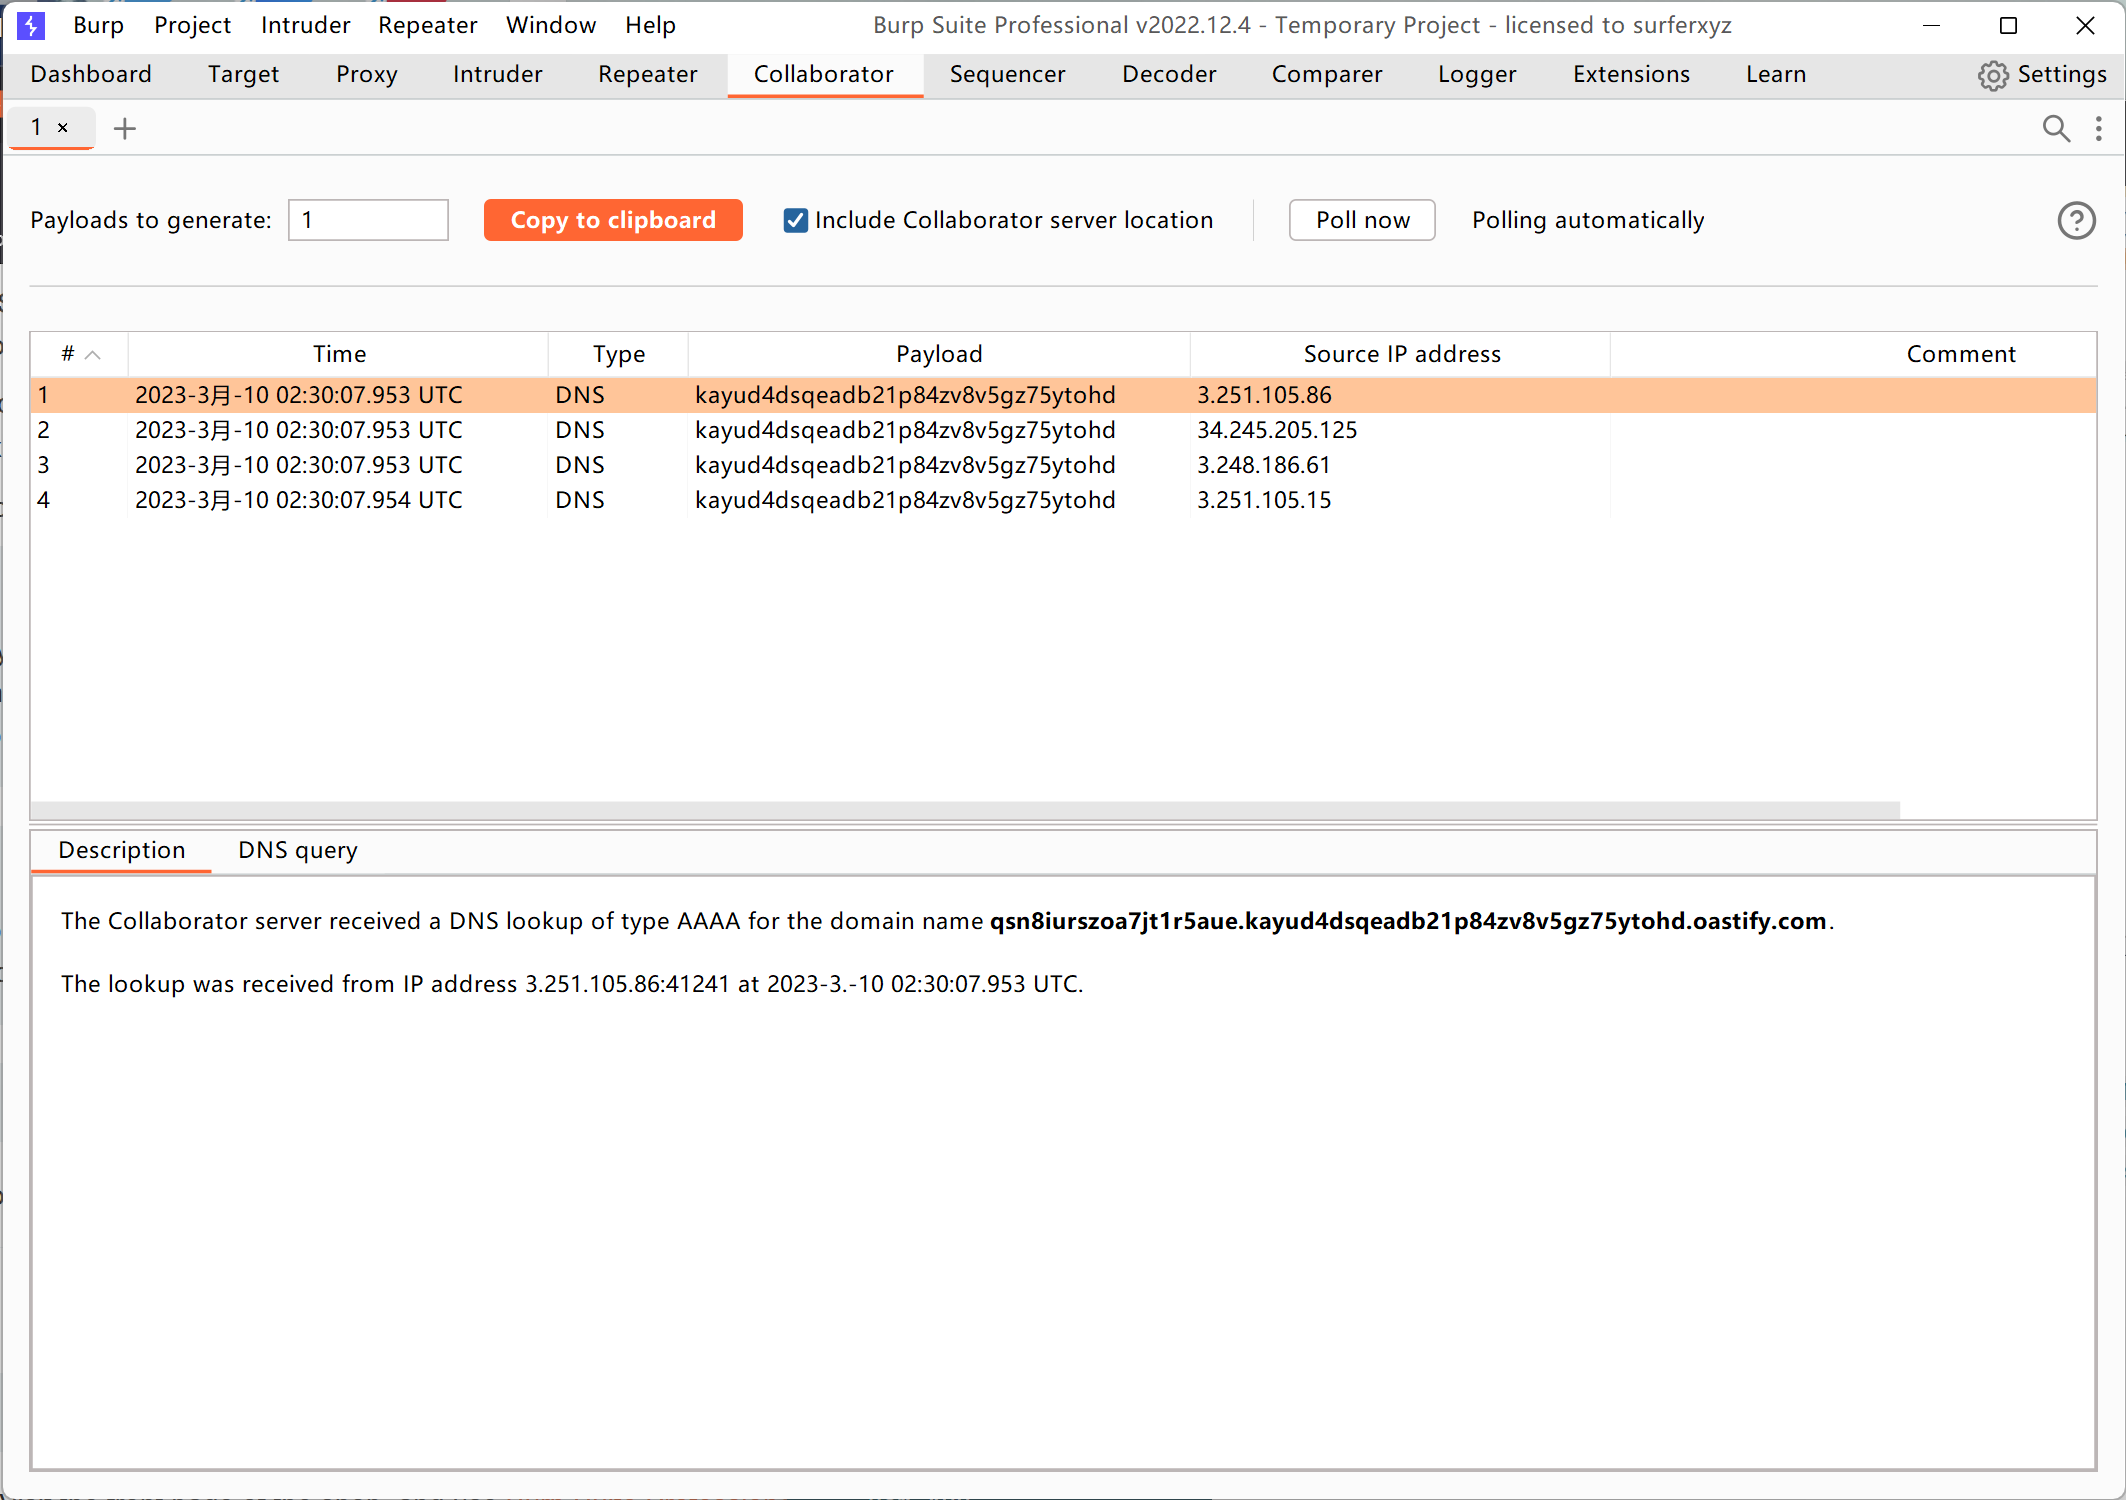 Burp Project Intruder Repeater Window Help Burp Suite Professional v2022.12.4 - Temporary Project - licensed to surferxyz
Dashboard Target Proxy Intruder Repeater Collaborator Sequencer Decoder Comparer Logger Extensions Learn Settings
1 × +
Payloads to generate: 1 Copy to clipboard Include Collaborator server location Poll now Polling automatically ?
# Time Type Payload Source IP address Comment
1 2023-3月-10 02:30:07.953 UTC DNS kayud4dsqeadb21p84zv8v5gz75ytohd 3.251.105.86
2 2023-3月-10 02:30:07.953 UTC DNS kayud4dsqeadb21p84zv8v5gz75ytohd 34.245.205.125
3 2023-3月-10 02:30:07.953 UTC DNS kayud4dsqeadb21p84zv8v5gz75ytohd 3.248.186.61
4 2023-3月-10 02:30:07.954 UTC DNS kayud4dsqeadb21p84zv8v5gz75ytohd 3.251.105.15
Description DNS query
The Collaborator server received a DNS lookup of type AAAA for the domain name qsn8iurszoa7jt1r5aue.kayud4dsqeadb21p84zv8v5gz75ytohd.oastify.com.
The lookup was received from IP address 3.251.105.86:41241 at 2023-3.-10 02:30:07.953 UTC.